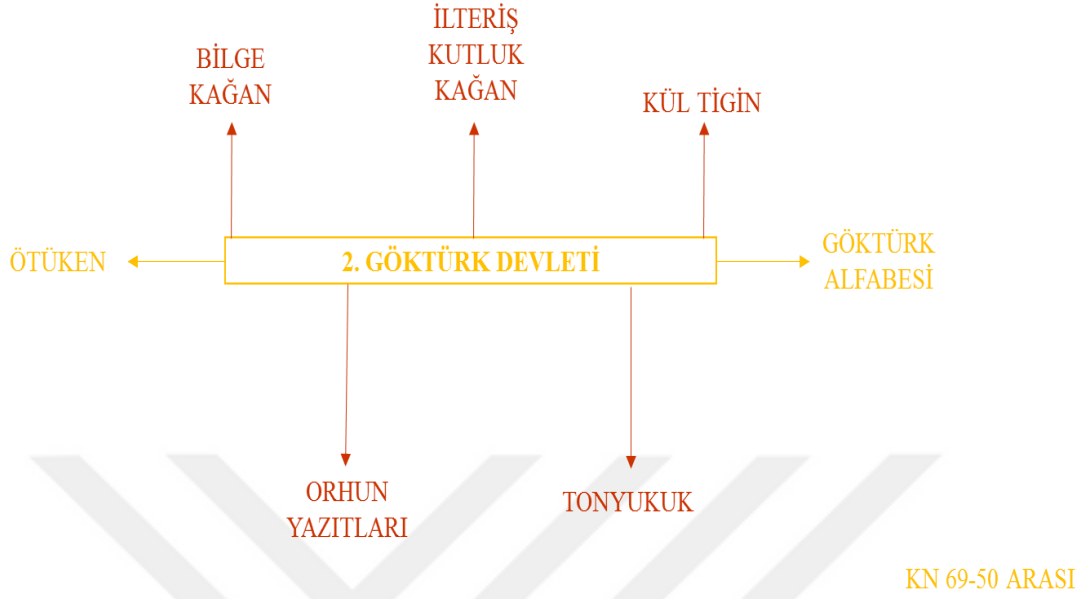 İLTERİŞ
KUTLUK
KAĞAN
BİLGE
KAĞAN
KÜL TİGİN
ÖTÜKEN
2. GÖKTÜRK DEVLETİ
GÖKTÜRK
ALFABESİ
ORHUN
YAZITLARI
TONYUKUK
KN 69-50 ARASI